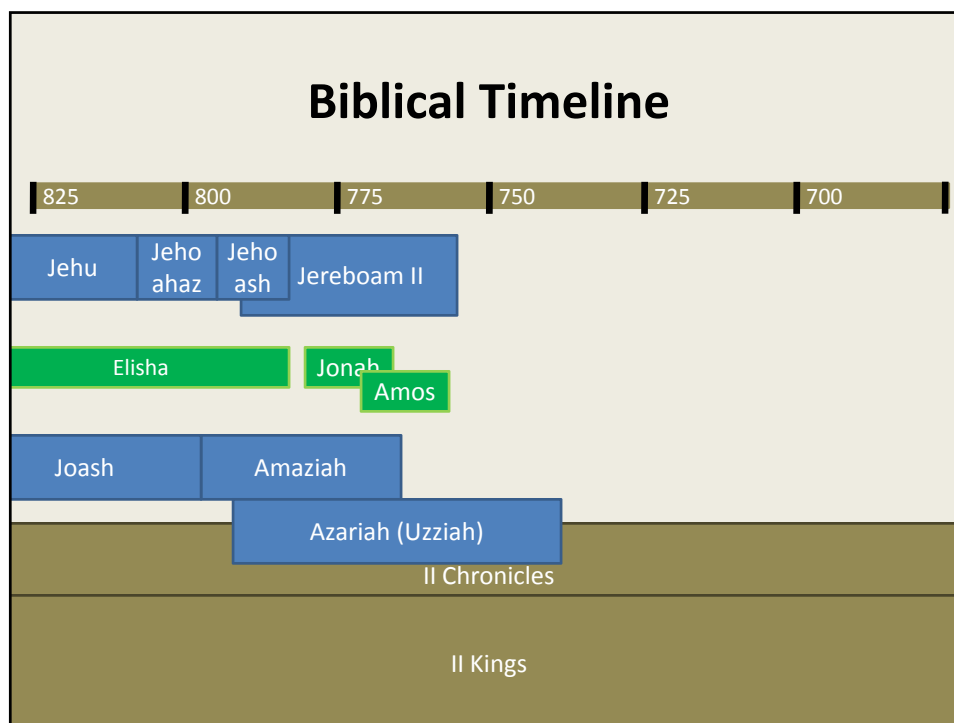 Biblical Timeline
825 800 775 750 725 700
Jehu
Jeho
ahaz
Jeho
ash
Jereboam II
Elisha
Jonah
Amos
Joash
Amaziah
Azariah (Uzziah)
II Chronicles
II Kings